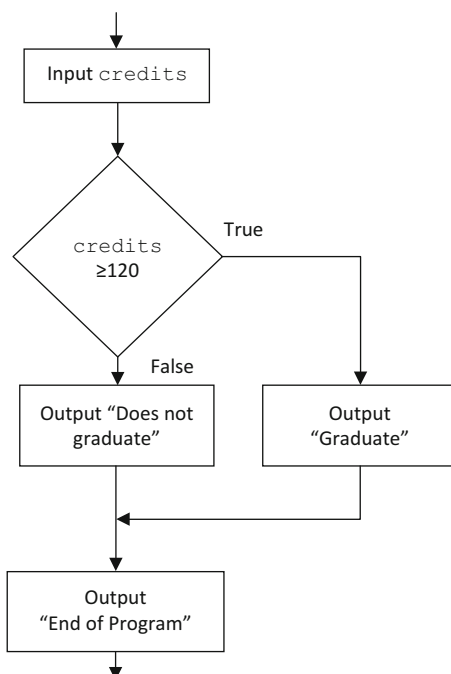 Input credits
True
credits
≥120
False
Output “Does not
graduate”
Output
“Graduate”
Output
“End of Program”